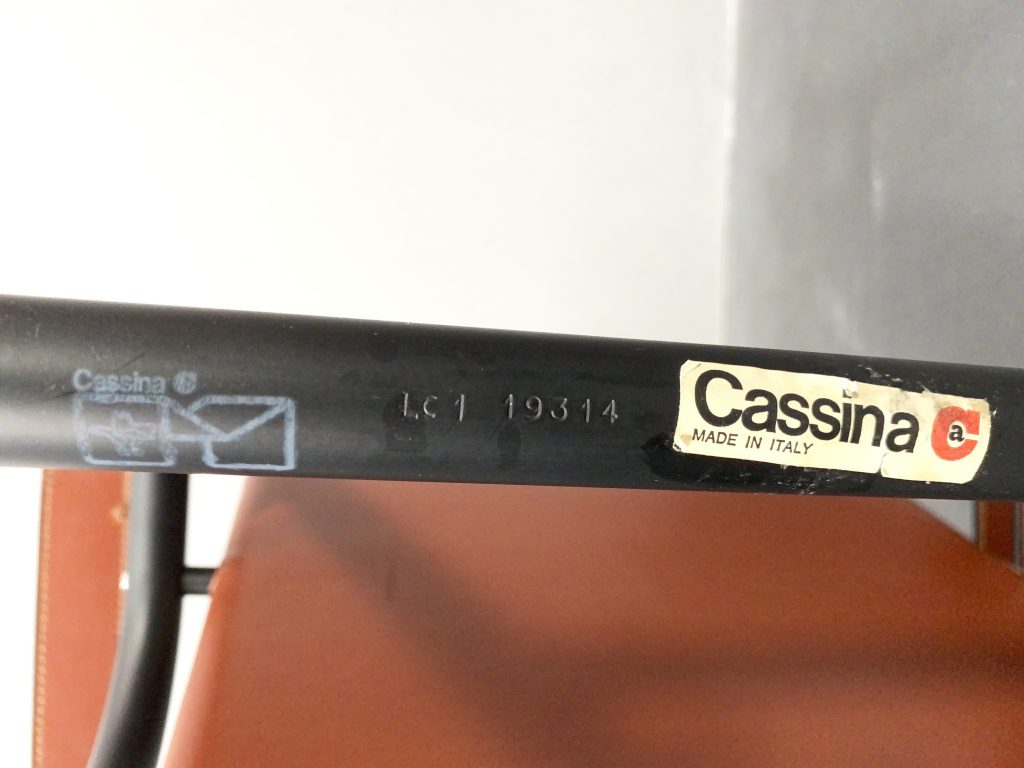 Cassina
LC1 19314
Cassina a
MADE IN ITALY